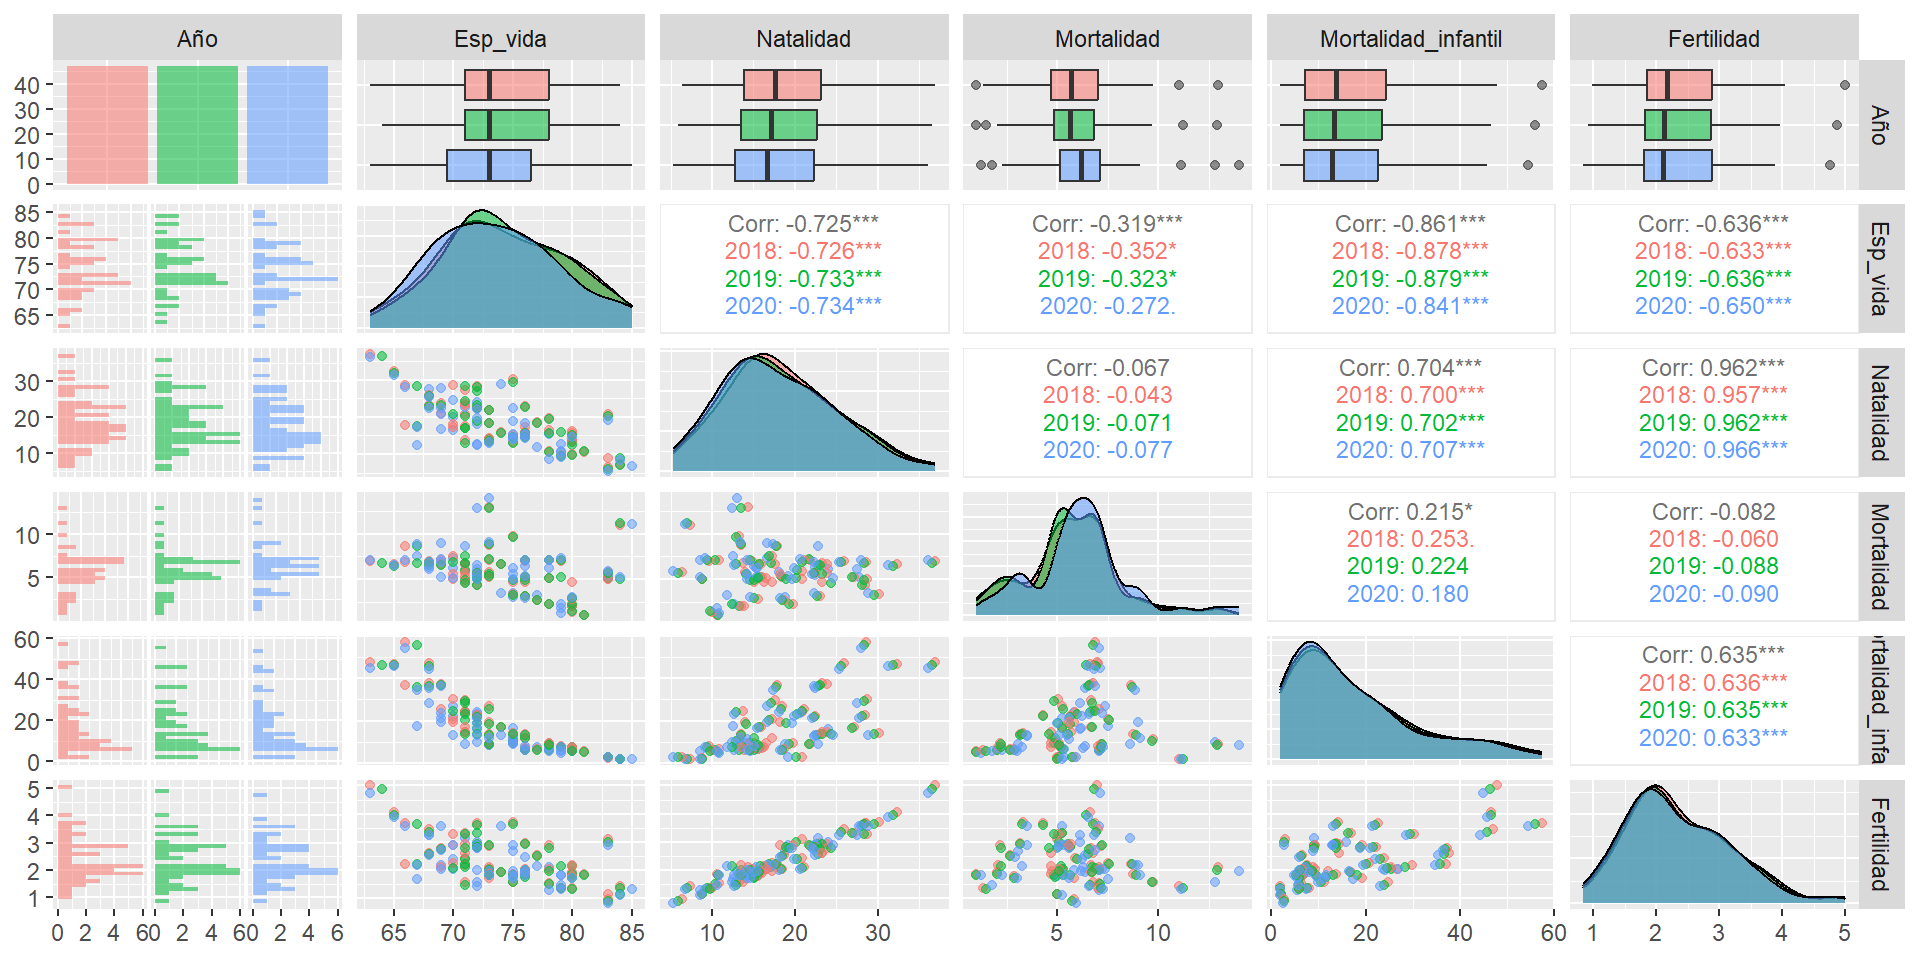 Año Esp_vida Natalidad Mortalidad Mortalidad_infantil Fertilidad
40
30
20
10
0
Año
85
80
75
70
65
Corr: -0.725*** Corr: -0.319*** Corr: -0.861*** Corr: -0.636***
2018: -0.726*** 2018: -0.352* 2018: -0.878*** 2018: -0.633***
2019: -0.733*** 2019: -0.323* 2019: -0.879*** 2019: -0.636***
2020: -0.734*** 2020: -0.272. 2020: -0.841*** 2020: -0.650***
Esp_vida
30
20
10
Corr: -0.067 Corr: 0.704*** Corr: 0.962***
2018: -0.043 2018: 0.700*** 2018: 0.957***
2019: -0.071 2019: 0.702*** 2019: 0.962***
2020: -0.077 2020: 0.707*** 2020: 0.966***
Natalidad
10
5
Corr: 0.215* Corr: -0.082
2018: 0.253. 2018: -0.060
2019: 0.224 2019: -0.088
2020: 0.180 2020: -0.090
Mortalidad
60
40
20
0
Corr: 0.635***
2018: 0.636***
2019: 0.635***
2020: 0.633***
rtalidad_infa
5
4
3
2
1
Fertilidad
0 2 4 60 2 4 60 2 4 6 65 70 75 80 85 10 20 30 5 10 0 20 40 60 1 2 3 4 5